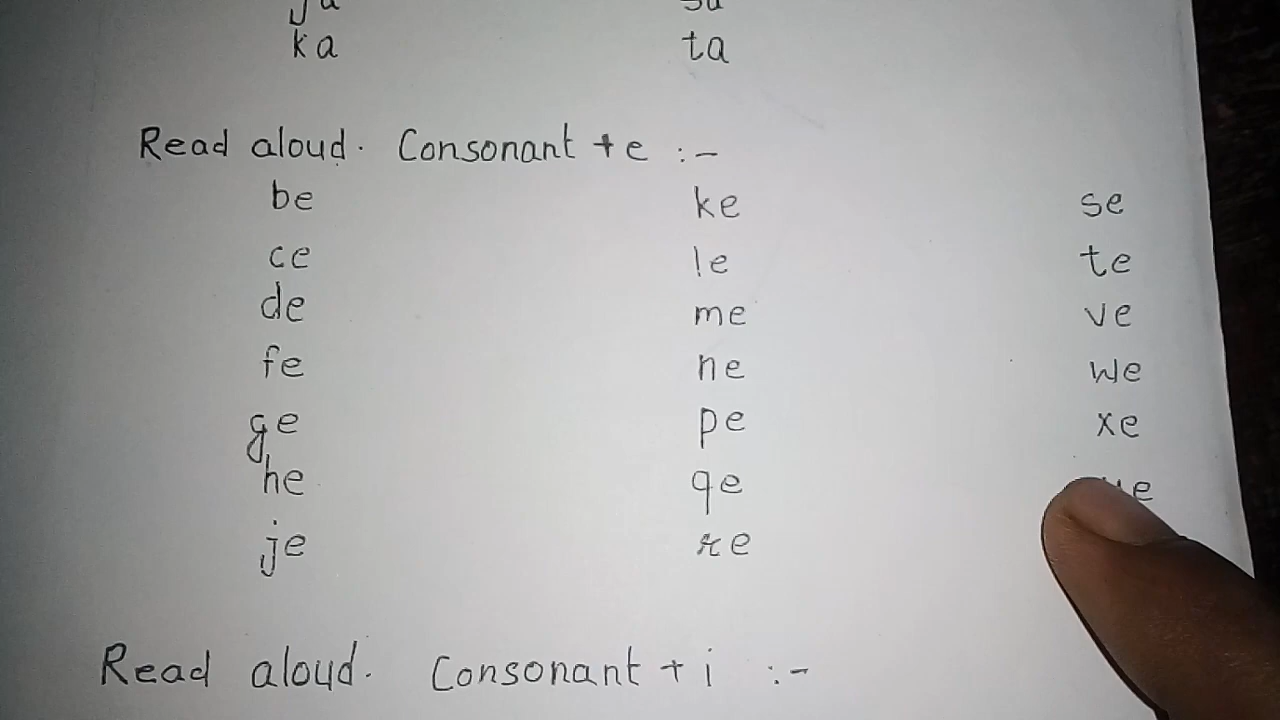 ka ta
Read aloud. Consonant + e :-
be ke se
ce le te
de me ve
fe ne we
ge pe xe
he qe
je re
Read aloud. Consonant + i :-